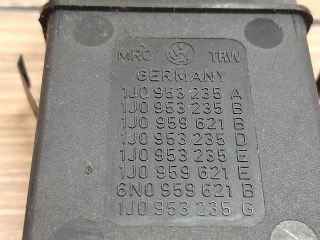 MRO VW TRW
GERMANY
1J0 953 235 A
1J0 953 235 B
1J0 959 621 B
1J0 953 235 D
1J0 953 235 E
1J0 959 621 E
6N0 959 621 B
1J0 953 235 G